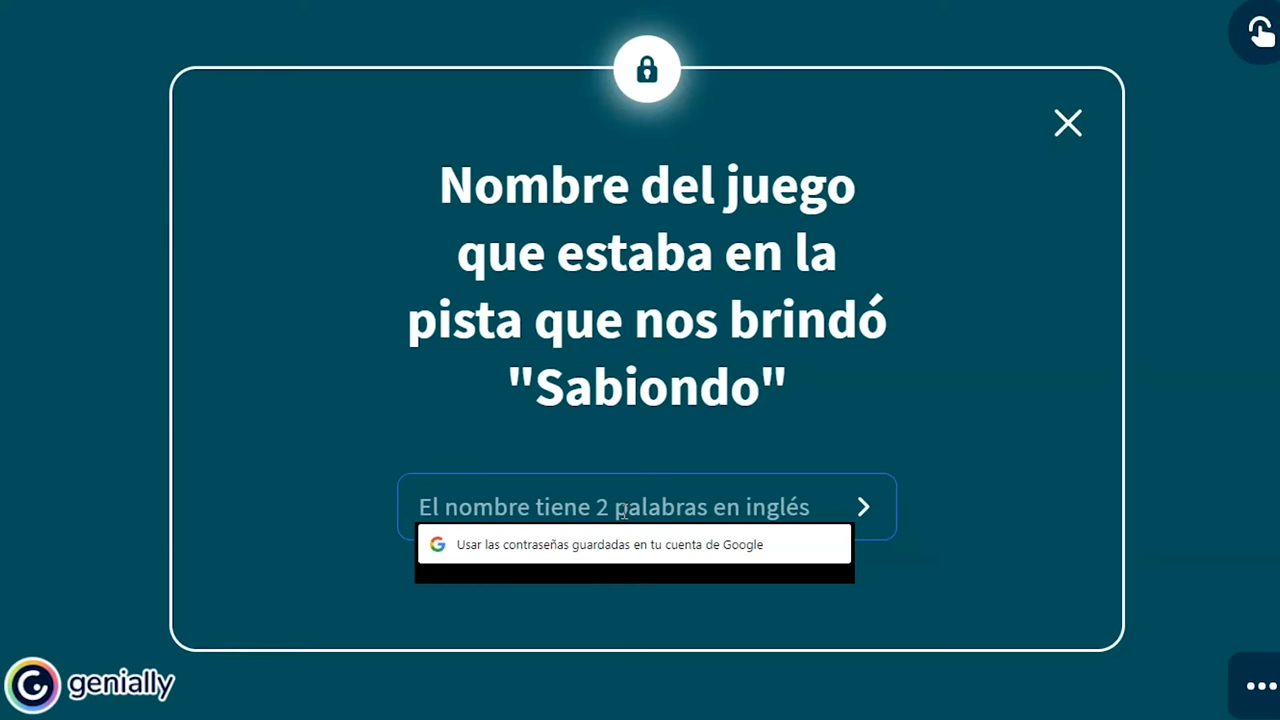 Nombre del juego
que estaba en la
pista que nos brindó
"Sabiondo"
El nombre tiene 2 palabras en inglés
Usar las contraseñas guardadas en tu cuenta de Google
genially